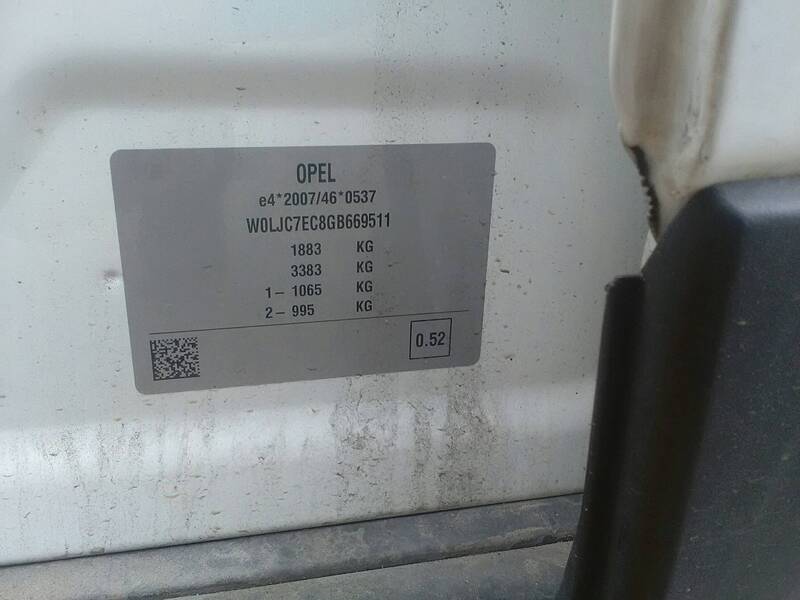 OPEL
e4*2007/46*0537
W0LJC7EC8GB669511
1883 KG
3383 KG
1- 1065 KG
2- 995 KG
0.52